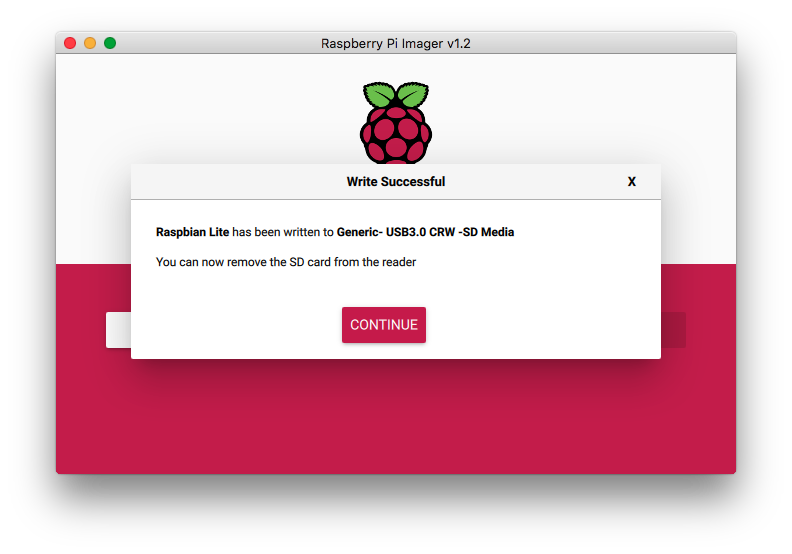 Raspberry Pi Imager v1.2
Write Successful
X
Raspbian Lite has been written to Generic- USB3.0 CRW -SD Media
You can now remove the SD card from the reader
CONTINUE